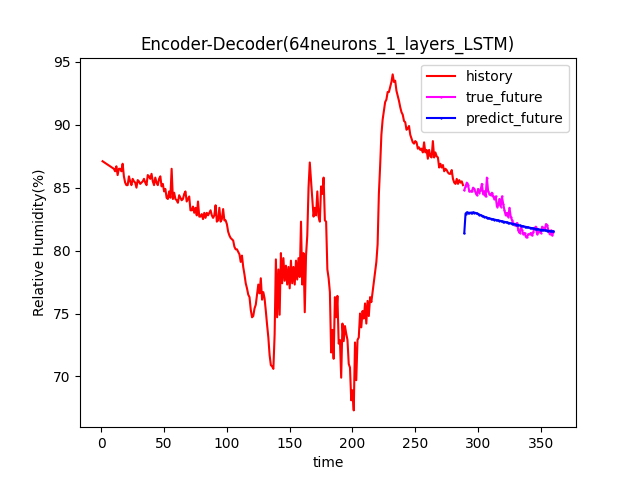 Encoder-Decoder(64neurons_1_layers_LSTM)
history
true_future
predict_future
Relative Humidity(%)
95
90
85
80
75
70
0 50 100 150 200 250 300 350
time